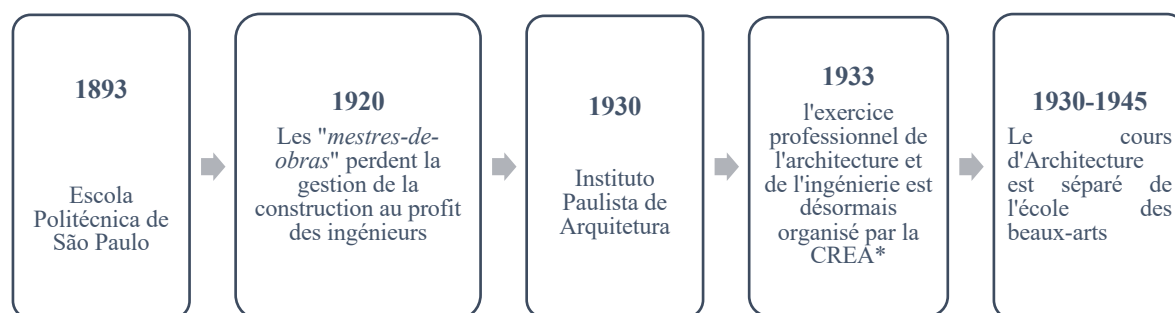 1893
Escola
Politécnica de
São Paulo
1920
Les "mestres-de-
obras" perdent la
gestion de la
construction au profit
des ingénieurs
1930
Instituto
Paulista de
Arquitetura
1933
l'exercice
professionnel de
l'architecture et
de l'ingénierie est
désormais
organisé par la
CREA*
1930-1945
Le cours
d'Architecture
est séparé de
l'école des
beaux-arts